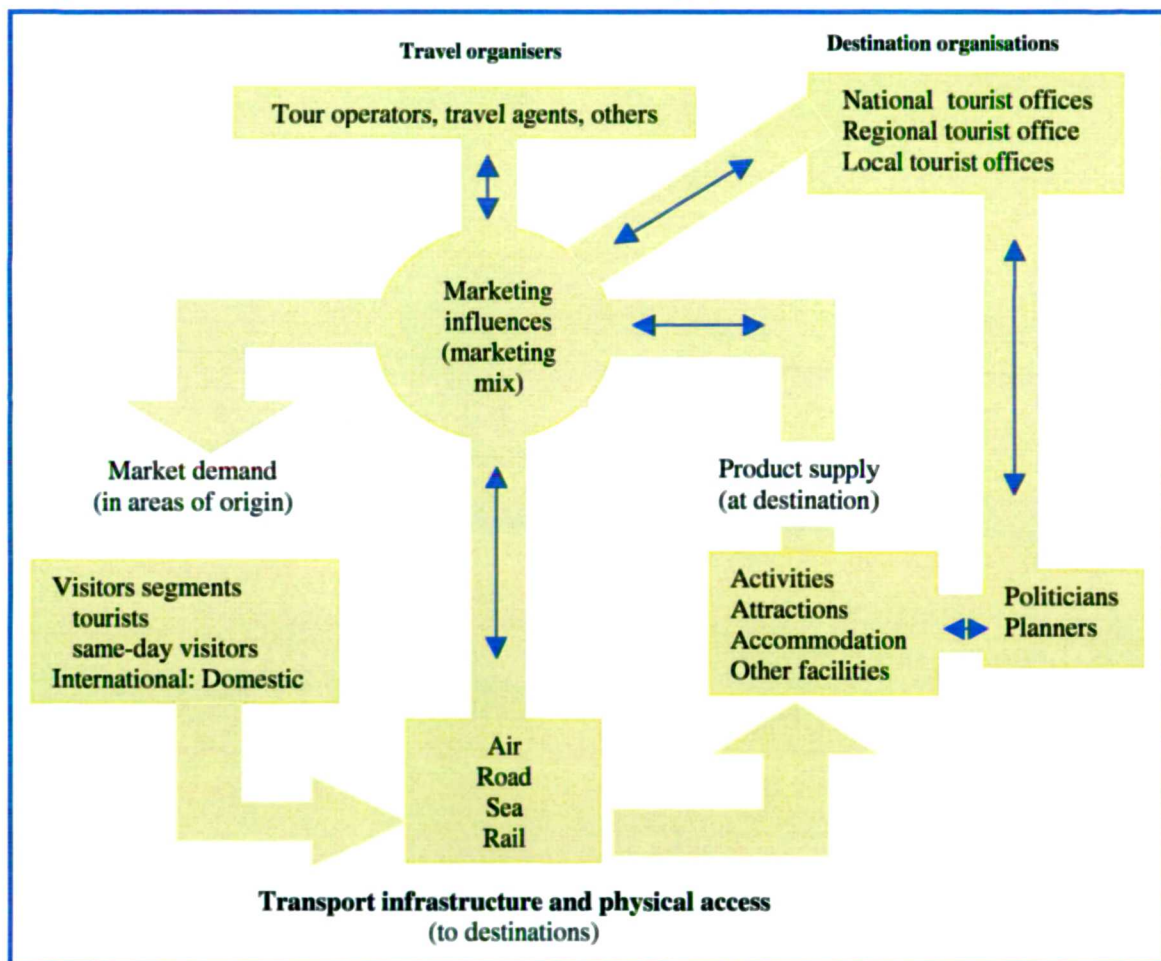 Travel organisers
Destination organisations
Tour operators, travel agents, others
National tourist offices
Regional tourist office
Local tourist offices
Marketing
influences
(marketing
mix)
Market demand
(in areas of origin)
Product supply
(at destination)
Visitors segments
tourists
same-day visitors
International: Domestic
Activities
Attractions
Accommodation
Other facilities
Politicians
Planners
Air
Road
Sea
Rail
Transport infrastructure and physical access
(to destinations)